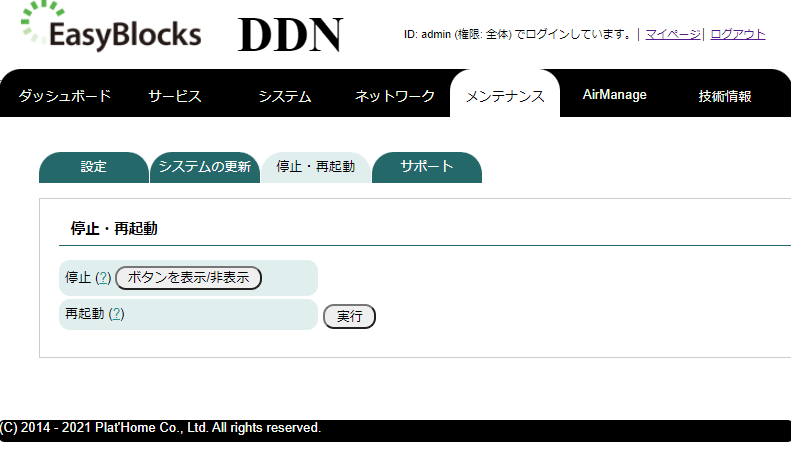 EasyBlocks DDN ID: admin (権限: 全体) でログインしています。| マイページ| ログアウト
ダッシュボード サービス システム ネットワーク メンテナンス AirManage 技術情報
設定 システムの更新 停止・再起動 サポート
停止・再起動
停止 (?) ボタンを表示/非表示
再起動 (?) 実行
(C) 2014 - 2021 Plat'Home Co., Ltd. All rights reserved.